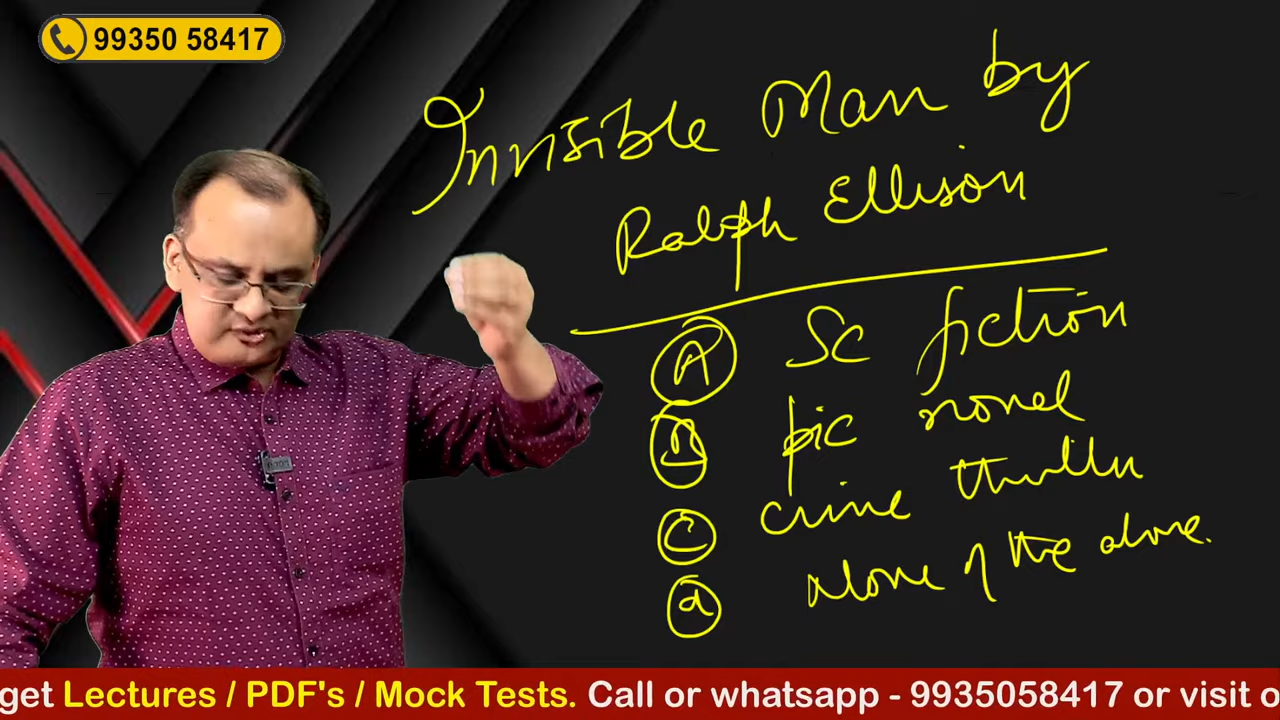 99350 58417
Invisible Man by
Ralph Ellison
A Sc fiction
B pic novel
C crime thriller
d None of the above.
get Lectures / PDF's / Mock Tests. Call or whatsapp - 9935058417 or visit o